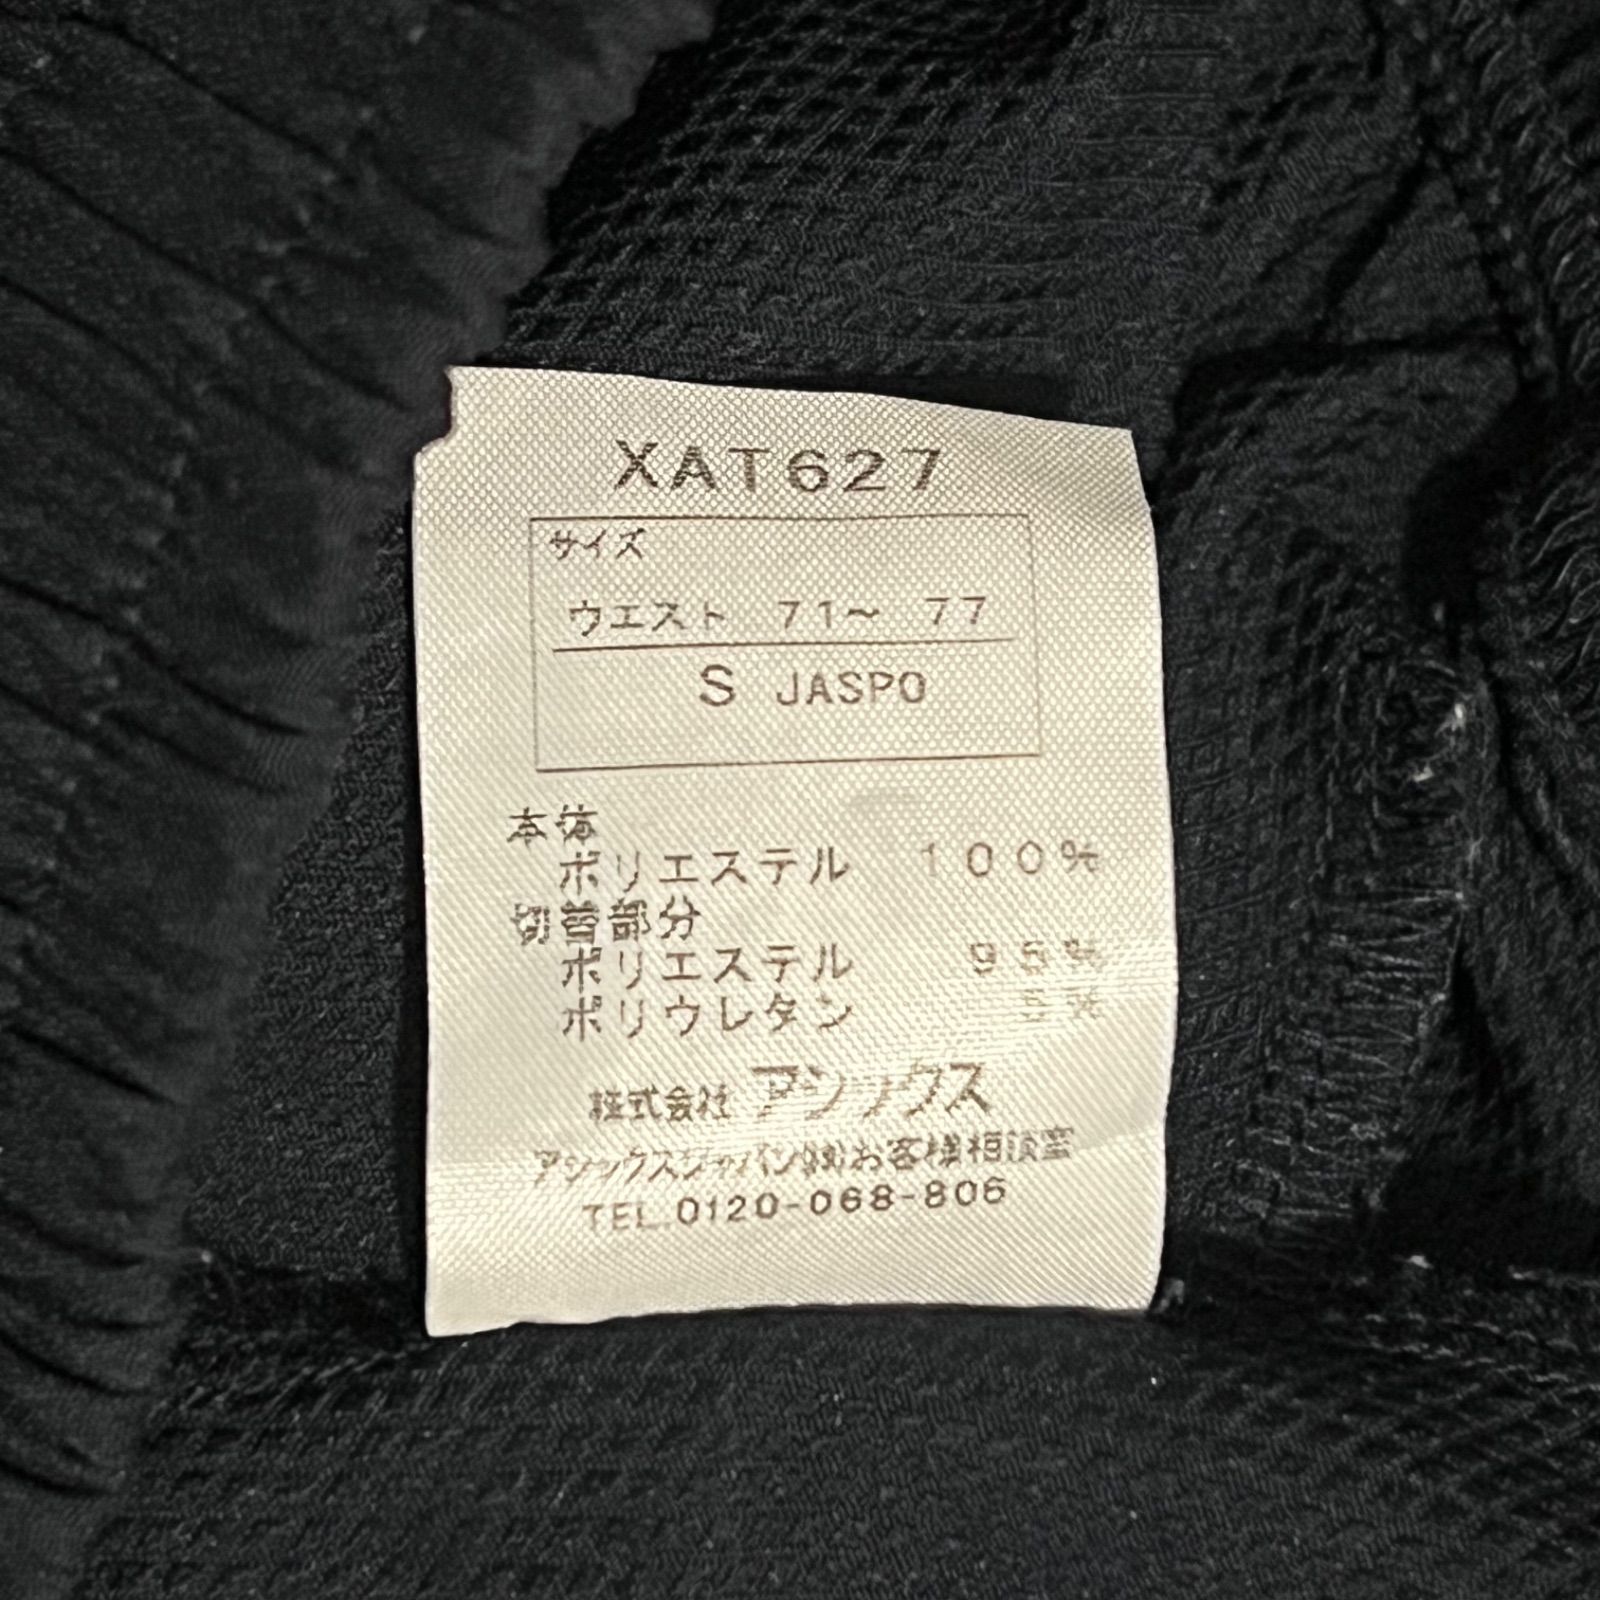 XAT627
サイズ
ウエスト 71～ 77
S JASPO
本体
ポリエステル 100%
切替部分
ポリエステル 95%
ポリウレタン 5%
株式会社 アシックス
アシックスジャパン(株)お客様相談室
TEL.0120-068-806